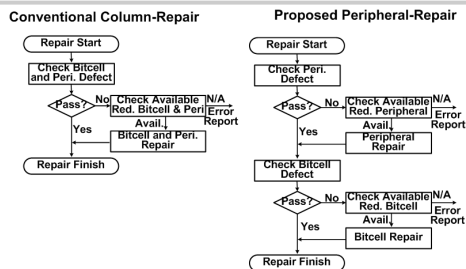 Conventional Column-Repair
Repair Start
Check Bitcell
and Peri. Defect
Pass?
No
Check Available
Red. Bitcell & Peri
N/A
Error
Report
Avail.
Yes
Bitcell and Peri.
Repair
Repair Finish
Proposed Peripheral-Repair
Repair Start
Check Peri.
Defect
Pass?
No
Check Available
Red. Peripheral
N/A
Error
Report
Avail.
Yes
Peripheral
Repair
Check Bitcell
Defect
Pass?
No
Check Available
Red. Bitcell
N/A
Error
Report
Avail.
Yes
Bitcell Repair
Repair Finish